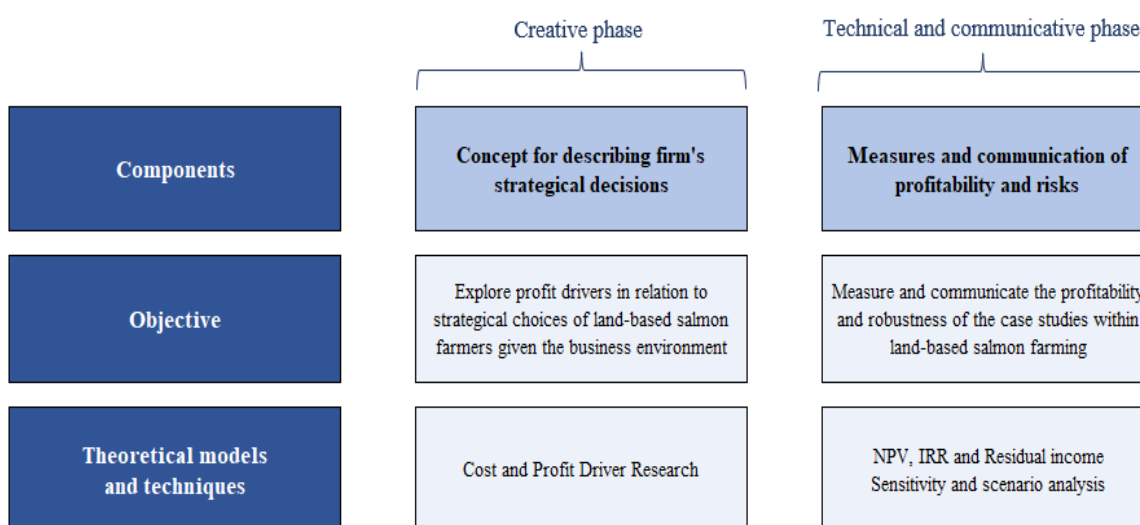 Creative phase
Technical and communicative phase
Components
Concept for describing firm's
strategical decisions
Measures and communication of
profitability and risks
Objective
Explore profit drivers in relation to
strategical choices of land-based salmon
farmers given the business environment
Measure and communicate the profitability
and robustness of the case studies within
land-based salmon farming
Theoretical models
and techniques
Cost and Profit Driver Research
NPV, IRR and Residual income
Sensitivity and scenario analysis